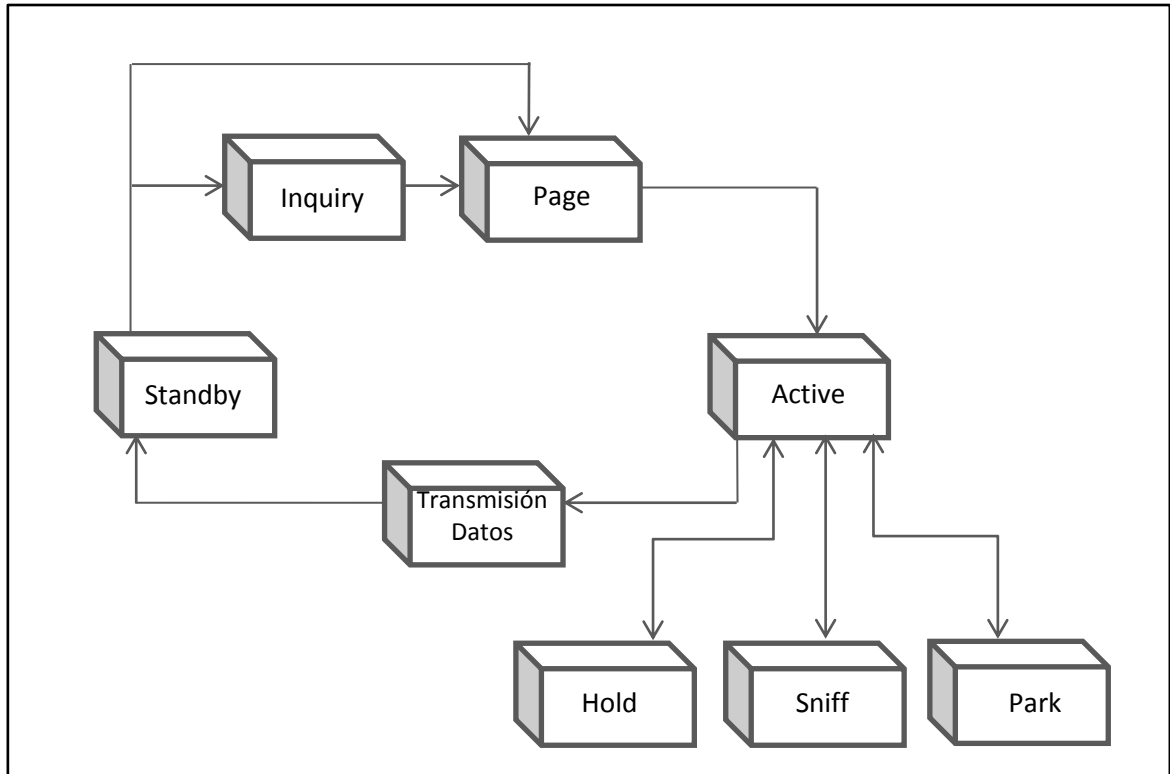 Inquiry
Page
Standby
Active
Transmisión
Datos
Hold
Sniff
Park